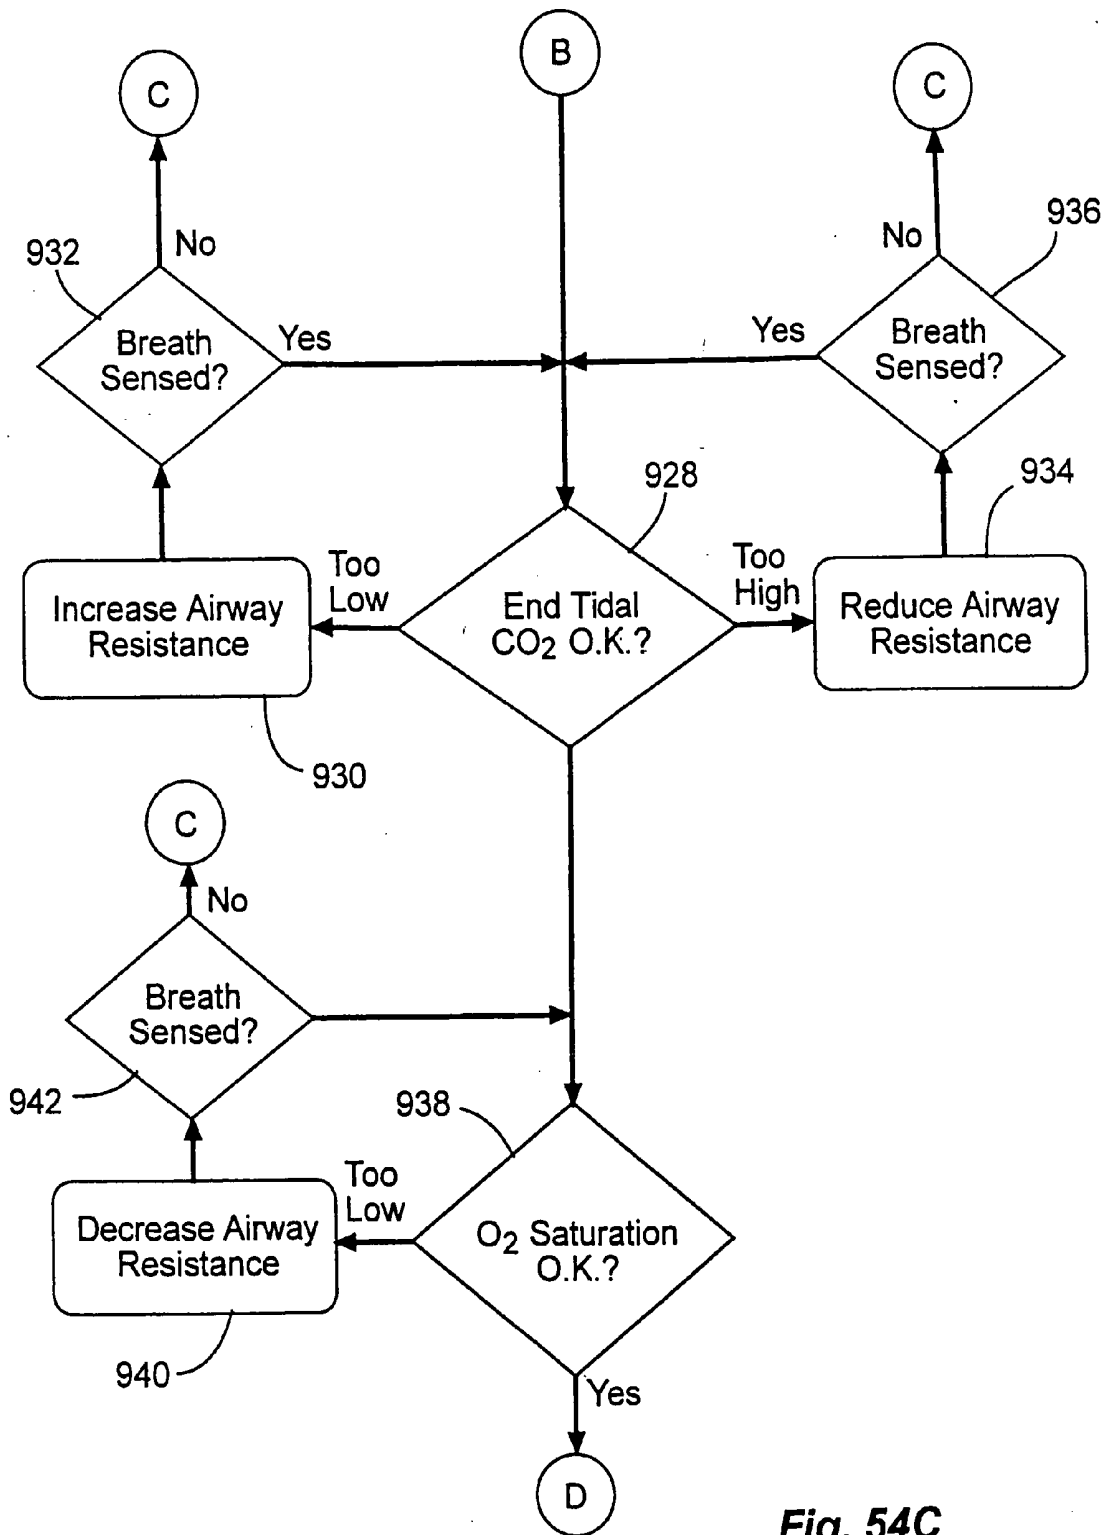 B
C
C
No
No
932
936
Breath
Sensed?
Yes
Yes
Breath
Sensed?
928
934
Increase Airway
Resistance
Too
Low
End Tidal
CO2 O.K.?
Too
High
Reduce Airway
Resistance
930
C
No
Breath
Sensed?
942
938
Decrease Airway
Resistance
Too
Low
O2 Saturation
O.K.?
940
Yes
D
Fig. 54C